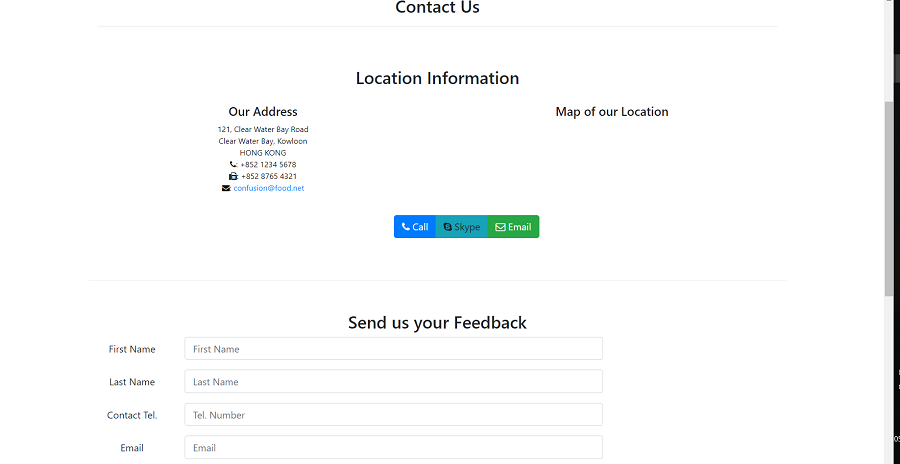 Contact Us
Location Information
Our Address
121, Clear Water Bay Road
Clear Water Bay, Kowloon
HONG KONG
: +852 1234 5678
: +852 8765 4321
: confusion@food.net
Map of our Location
Call Skype Email
Send us your Feedback
First Name First Name
Last Name Last Name
Contact Tel. Tel. Number
Email Email